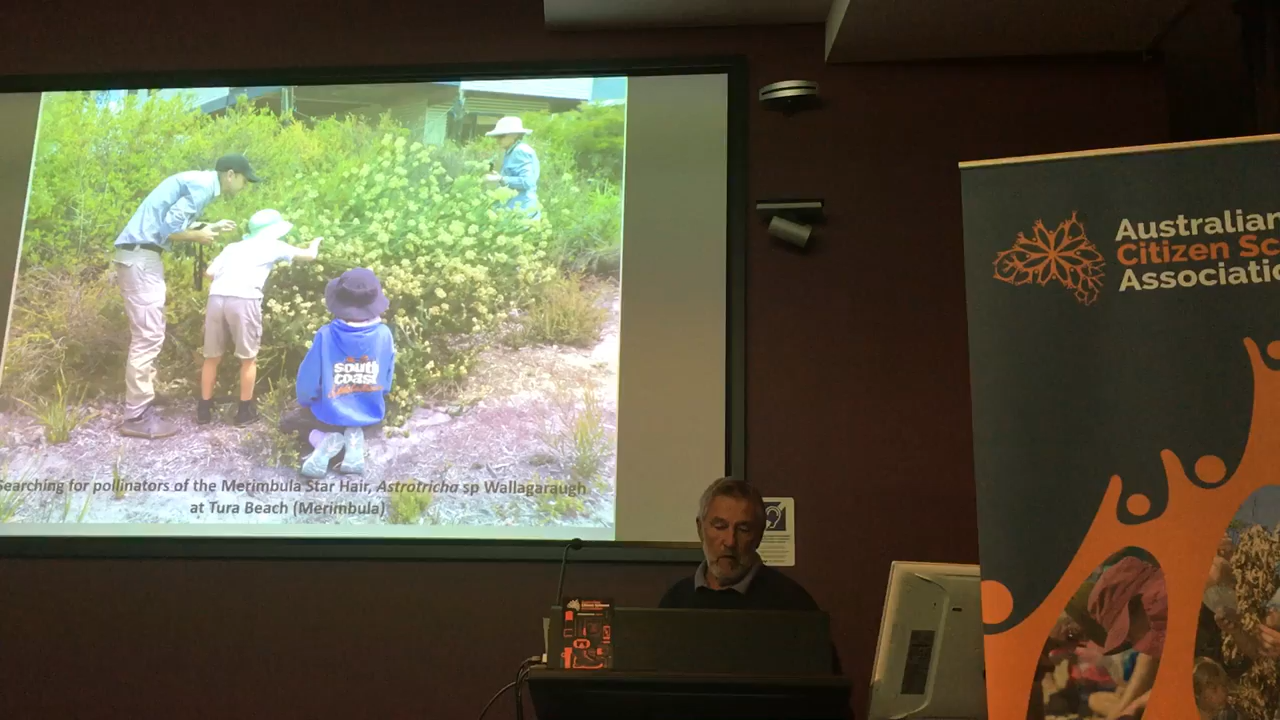 south
coast
Searching for pollinators of the Merimbula Star Hair, Astrotricha sp Wallagaraugh
at Tura Beach (Merimbula)
Australian
Citizen Sc
Associatio